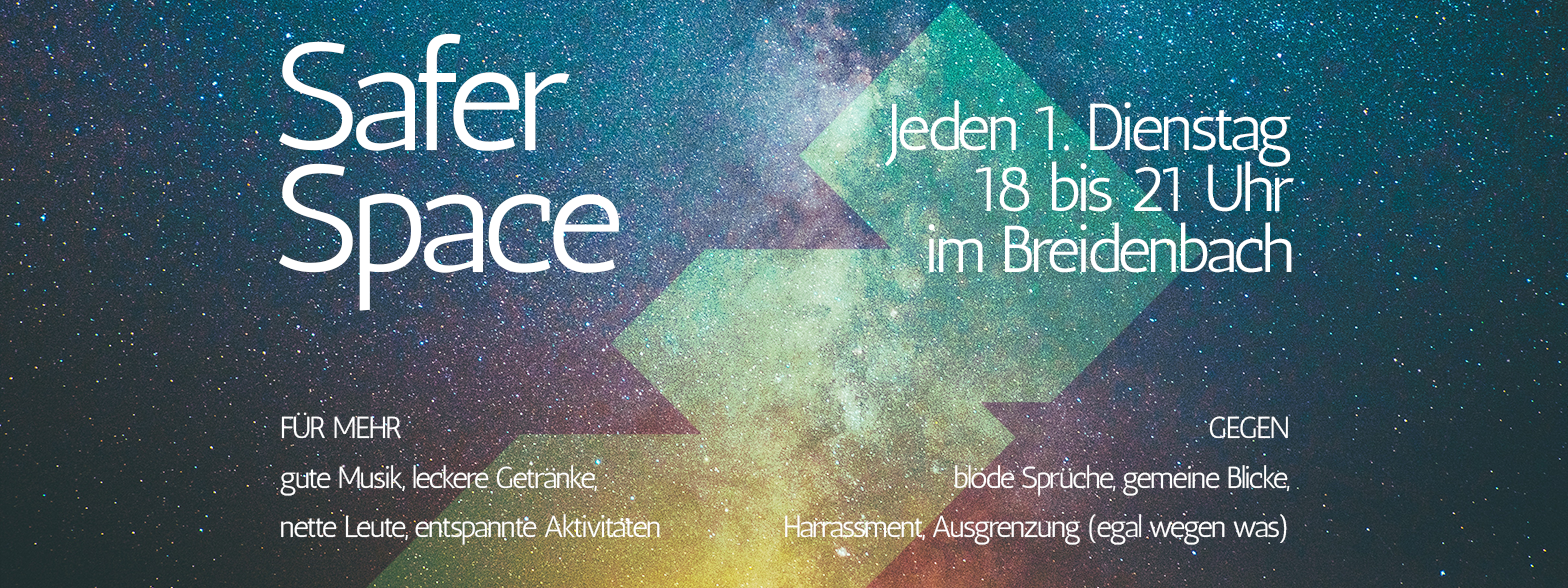 Safer
Space
Jeden 1. Dienstag
18 bis 21 Uhr
im Breidenbach
FÜR MEHR
gute Musik, leckere Getränke,
nette Leute, entspannte Aktivitäten
GEGEN
blöde Sprüche, gemeine Blicke,
Harrassment, Ausgrenzung (egal wegen was)